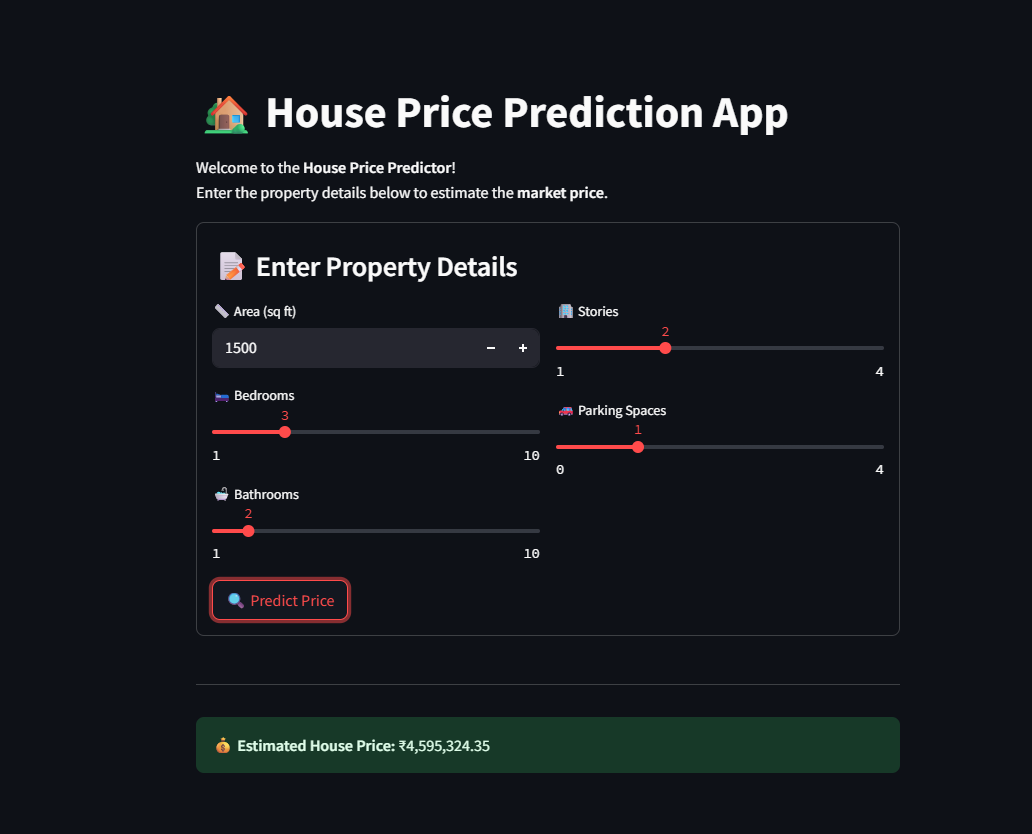 House Price Prediction App
Welcome to the House Price Predictor!
Enter the property details below to estimate the market price.
Enter Property Details
Area (sq ft)
1500
Bedrooms
3
1 10
Bathrooms
2
1 10
Stories
2
1 4
Parking Spaces
1
0 4
Predict Price
Estimated House Price: ₹4,595,324.35